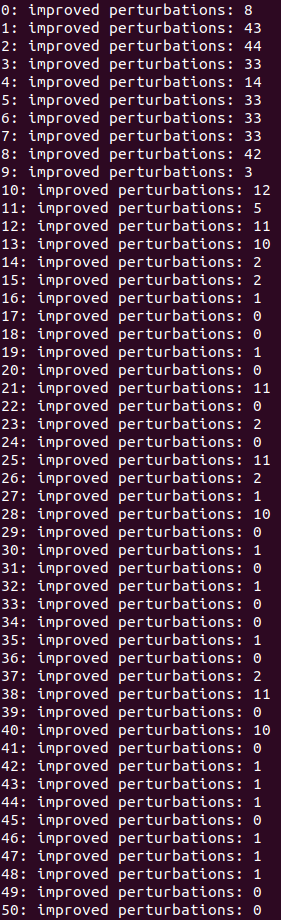 0: improved perturbations: 8
1: improved perturbations: 43
2: improved perturbations: 44
3: improved perturbations: 33
4: improved perturbations: 14
5: improved perturbations: 33
6: improved perturbations: 33
7: improved perturbations: 33
8: improved perturbations: 42
9: improved perturbations: 3
10: improved perturbations: 12
11: improved perturbations: 5
12: improved perturbations: 11
13: improved perturbations: 10
14: improved perturbations: 2
15: improved perturbations: 2
16: improved perturbations: 1
17: improved perturbations: 0
18: improved perturbations: 0
19: improved perturbations: 1
20: improved perturbations: 0
21: improved perturbations: 11
22: improved perturbations: 0
23: improved perturbations: 2
24: improved perturbations: 0
25: improved perturbations: 11
26: improved perturbations: 2
27: improved perturbations: 1
28: improved perturbations: 10
29: improved perturbations: 0
30: improved perturbations: 1
31: improved perturbations: 0
32: improved perturbations: 1
33: improved perturbations: 0
34: improved perturbations: 0
35: improved perturbations: 1
36: improved perturbations: 0
37: improved perturbations: 2
38: improved perturbations: 11
39: improved perturbations: 0
40: improved perturbations: 10
41: improved perturbations: 0
42: improved perturbations: 1
43: improved perturbations: 1
44: improved perturbations: 1
45: improved perturbations: 0
46: improved perturbations: 1
47: improved perturbations: 1
48: improved perturbations: 1
49: improved perturbations: 0
50: improved perturbations: 0